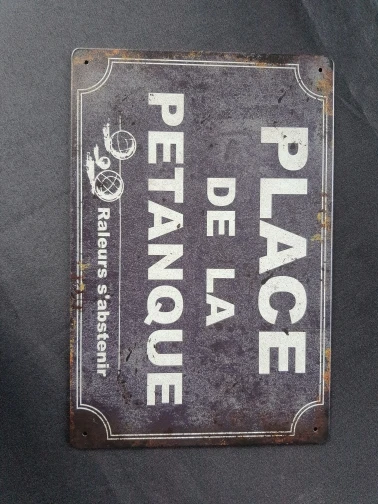 PLACE
DE LA
PETANQUE
Raleurs s'abstenir